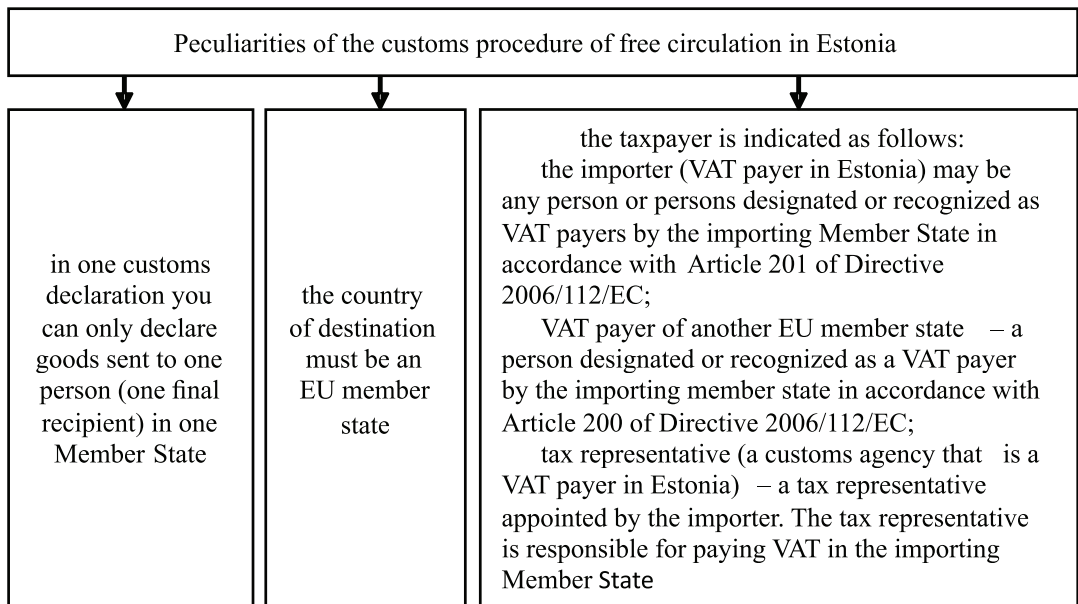 Peculiarities of the customs procedure of free circulation in Estonia
in one customs
declaration you
can only declare
goods sent to one
person (one final
recipient) in one
Member State
the country
of destination
must be an
EU member
state
the taxpayer is indicated as follows:
the importer (VAT payer in Estonia) may be
any person or persons designated or recognized as
VAT payers by the importing Member State in
accordance with Article 201 of Directive
2006/112/EC;
VAT payer of another EU member state – a
person designated or recognized as a VAT payer
by the importing member state in accordance with
Article 200 of Directive 2006/112/EC;
tax representative (a customs agency that is a
VAT payer in Estonia) – a tax representative
appointed by the importer. The tax representative
is responsible for paying VAT in the importing
Member State